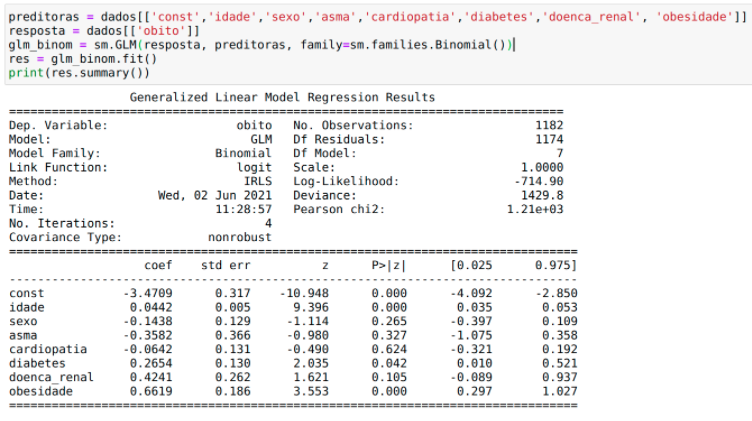 preditoras = dados[['const','idade','sexo','asma','cardiopatia','diabetes','doenca_renal', 'obesidade']]
resposta = dados[['obito']]
glm_binom = sm.GLM(resposta, preditoras, family=sm.families.Binomial())
res = glm_binom.fit()
print(res.summary())
Generalized Linear Model Regression Results
==============================================================================
Dep. Variable: obito No. Observations: 1182
Model: GLM Df Residuals: 1174
Model Family: Binomial Df Model: 7
Link Function: logit Scale: 1.0000
Method: IRLS Log-Likelihood: -714.90
Date: Wed, 02 Jun 2021 Deviance: 1429.8
Time: 11:28:57 Pearson chi2: 1.21e+03
No. Iterations: 4
Covariance Type: nonrobust
================================================================================
coef std err z P>|z| [0.025 0.975]
--------------------------------------------------------------------------------
const -3.4709 0.317 -10.948 0.000 -4.092 -2.850
idade 0.0442 0.005 9.396 0.000 0.035 0.053
sexo -0.1438 0.129 -1.114 0.265 -0.397 0.109
asma -0.3582 0.366 -0.980 0.327 -1.075 0.358
cardiopatia -0.0642 0.131 -0.490 0.624 -0.321 0.192
diabetes 0.2654 0.130 2.035 0.042 0.010 0.521
doenca_renal 0.4241 0.262 1.621 0.105 -0.089 0.937
obesidade 0.6619 0.186 3.553 0.000 0.297 1.027
================================================================================